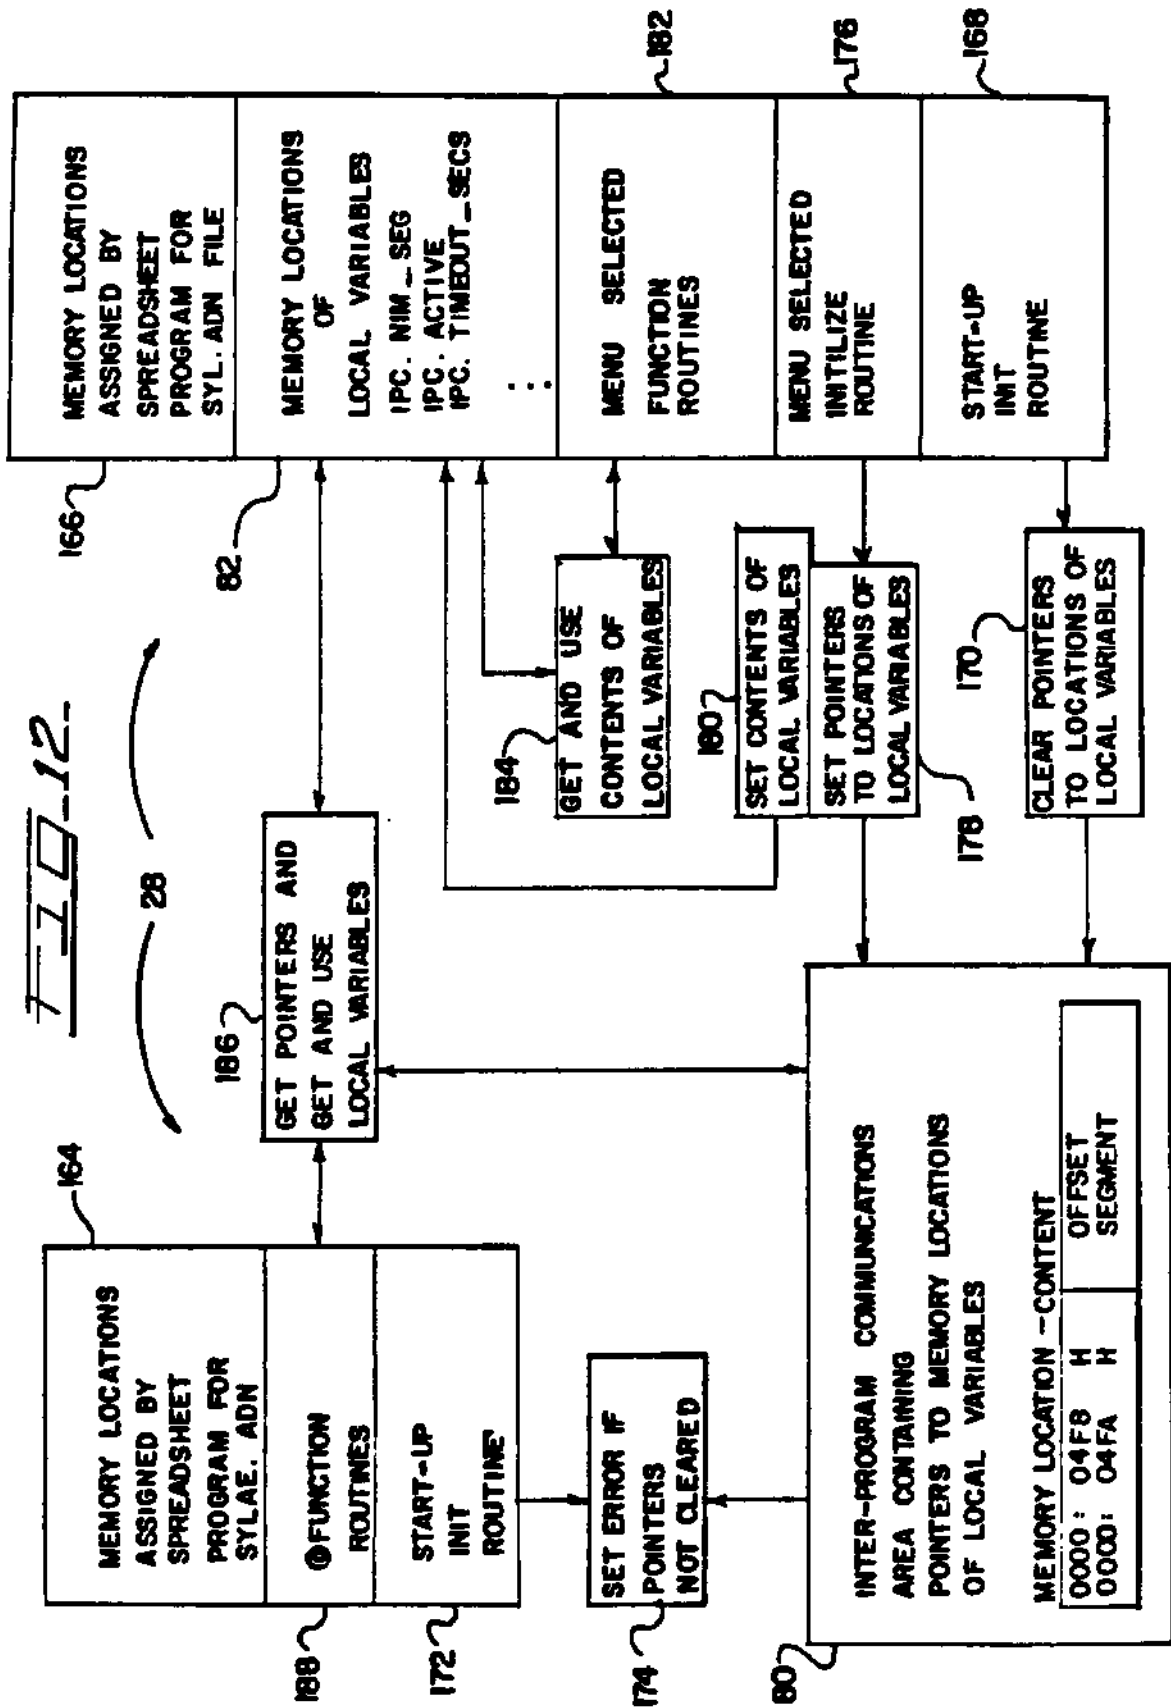 FIG-12
28
164
MEMORY LOCATIONS
ASSIGNED BY
SPREADSHEET
PROGRAM FOR
SYLAE. ADN
@FUNCTION
ROUTINES
188
START-UP
INIT
ROUTINE
172
SET ERROR IF
POINTERS
NOT CLEARED
174
186
GET POINTERS AND
GET AND USE
LOCAL VARIABLES
166
MEMORY LOCATIONS
ASSIGNED BY
SPREADSHEET
PROGRAM FOR
SYL. ADN FILE
82
MEMORY LOCATIONS
OF
LOCAL VARIABLES
IPC. NIM_SEG
IPC. ACTIVE
IPC. TIMEOUT_SECS
...
MENU SELECTED
FUNCTION
ROUTINES
182
MENU SELECTED
INITILIZE
ROUTINE
176
START-UP
INIT
ROUTINE
168
184
GET AND USE
CONTENTS OF
LOCAL VARIABLES
180
SET CONTENTS OF
LOCAL VARIABLES
SET POINTERS
TO LOCATIONS OF
LOCAL VARIABLES
178
170
CLEAR POINTERS
TO LOCATIONS OF
LOCAL VARIABLES
INTER-PROGRAM COMMUNICATIONS
AREA CONTAINING
POINTERS TO MEMORY LOCATIONS
OF LOCAL VARIABLES
MEMORY LOCATION -CONTENT
0000: 04F8 H OFFSET
0000: 04FA H SEGMENT
80